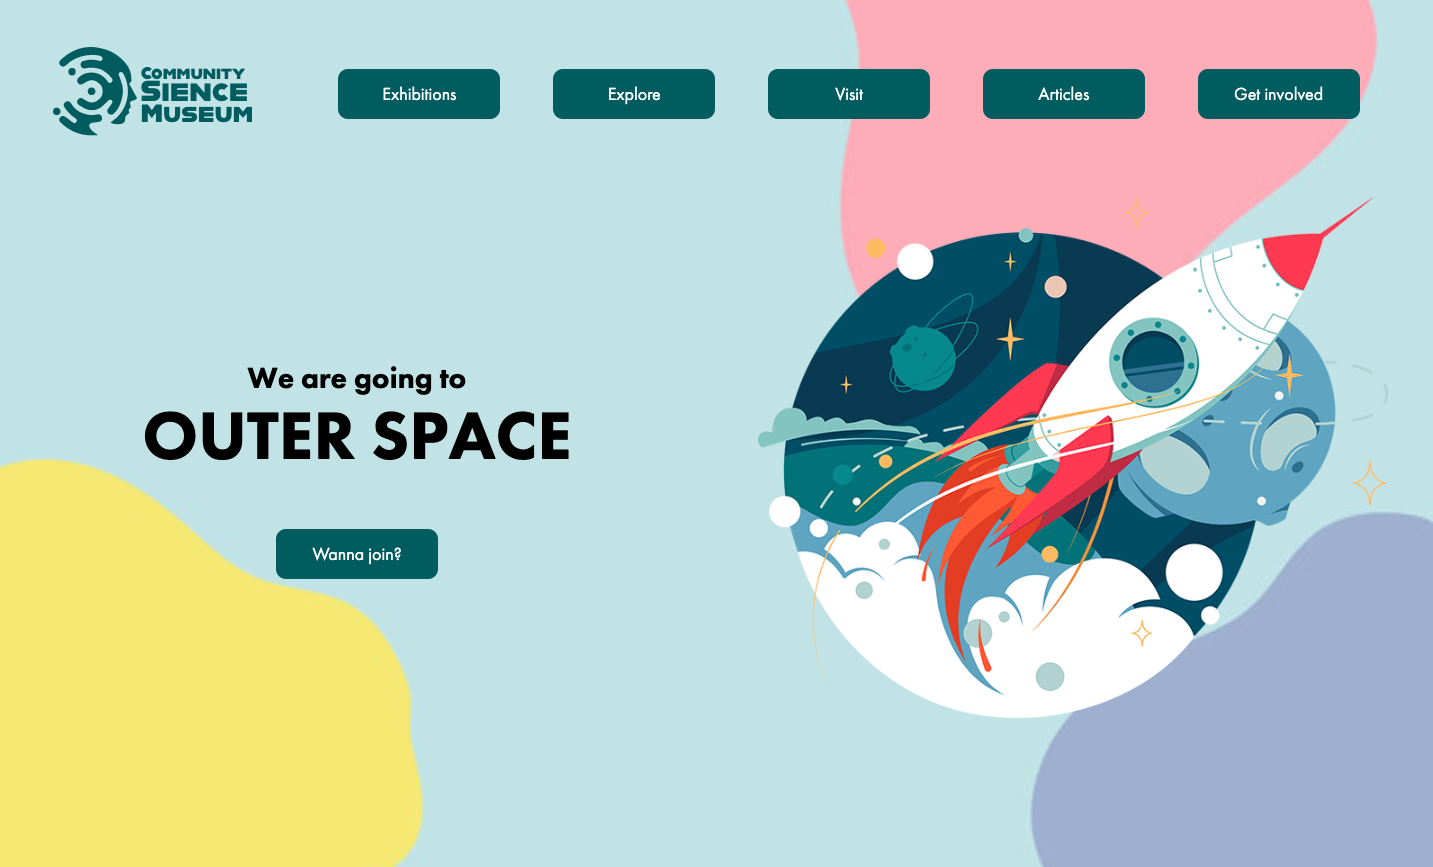 COMMUNITY
SIENCE
MUSEUM
Exhibitions
Explore
Visit
Articles
Get involved
We are going to
OUTER SPACE
Wanna join?